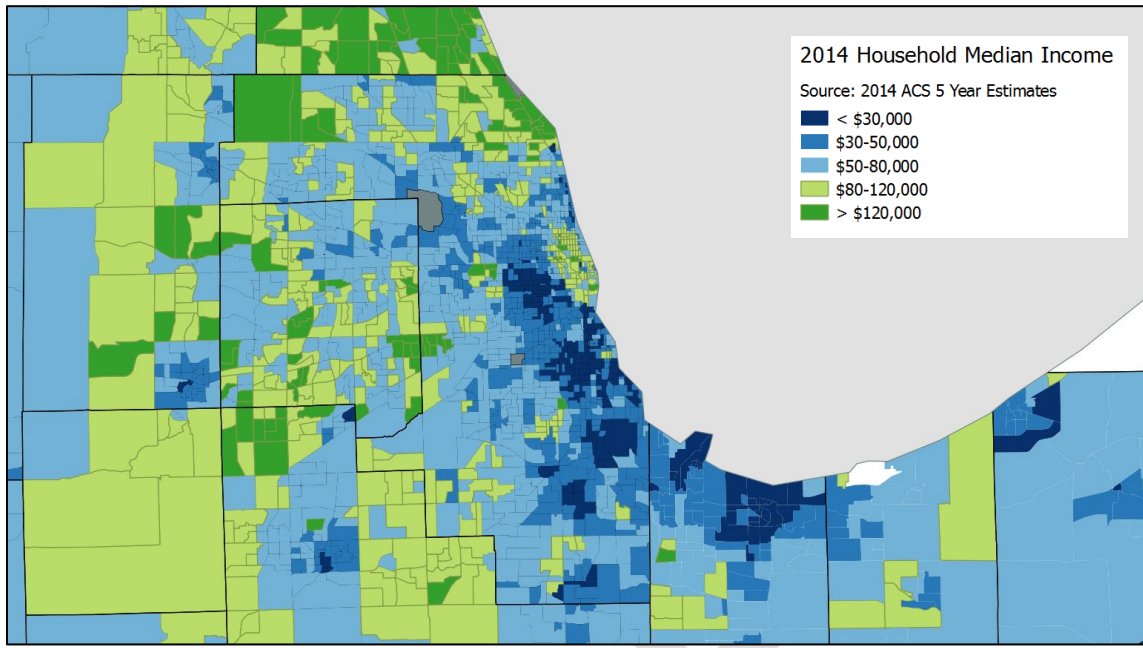 2014 Household Median Income
Source: 2014 ACS 5 Year Estimates
< $30,000
$30-50,000
$50-80,000
$80-120,000
> $120,000